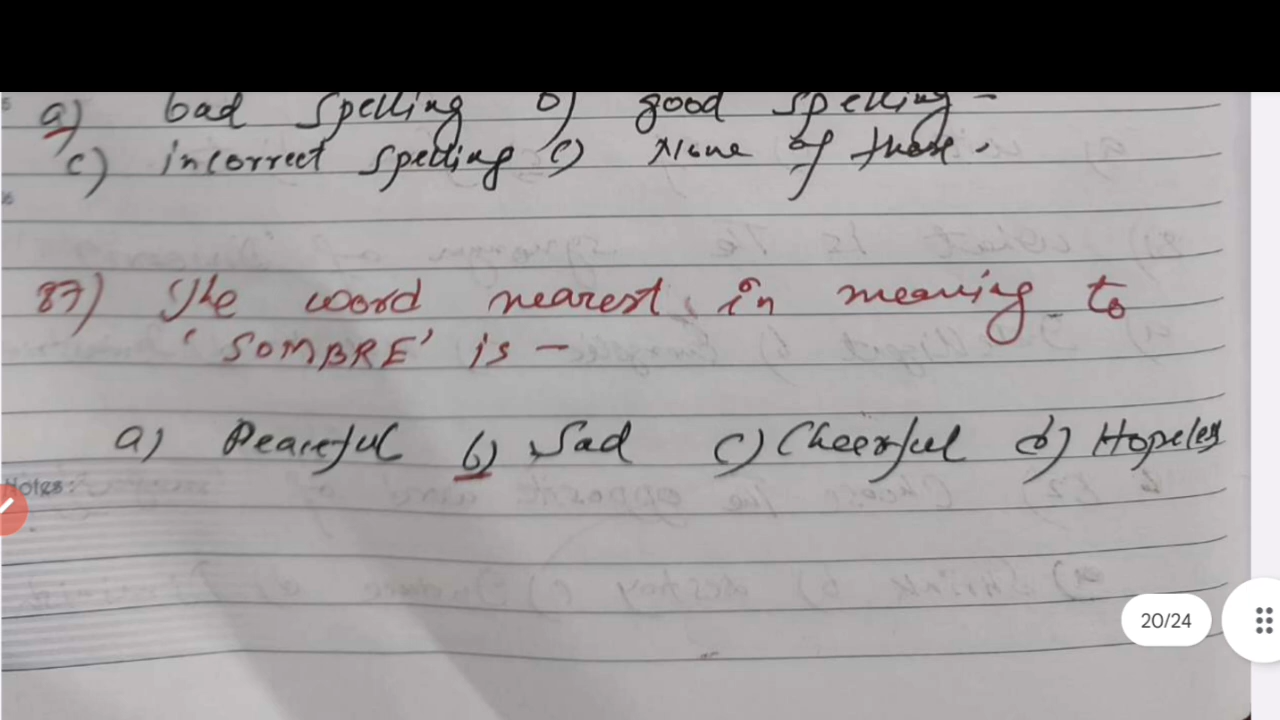 a) bad spelling b) good spelling -
c) incorrect spelling c) None of these.
87) The word nearest in meaning to
'SOMBRE' is -
a) Peaceful b) Sad c) Cheerful d) Hopeless
Notes:
20/24